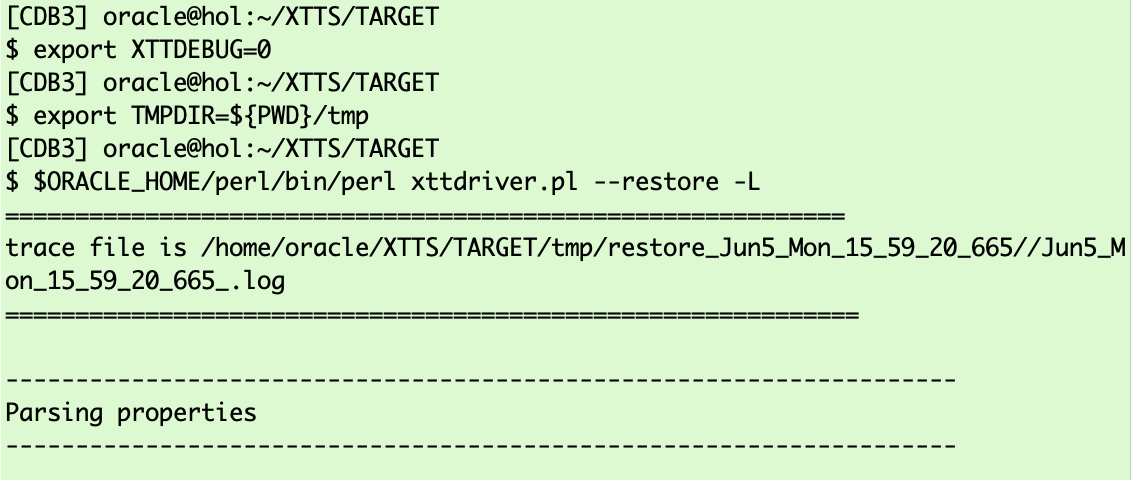 [CDB3] oracle@hol:~/XTTS/TARGET
$ export XTTDEBUG=0
[CDB3] oracle@hol:~/XTTS/TARGET
$ export TMPDIR=${PWD}/tmp
[CDB3] oracle@hol:~/XTTS/TARGET
$ $ORACLE_HOME/perl/bin/perl xttdriver.pl --restore -L
============================================================
trace file is /home/oracle/XTTS/TARGET/tmp/restore_Jun5_Mon_15_59_20_665//Jun5_M
on_15_59_20_665_.log
=============================================================
--------------------------------------------------------------------
Parsing properties
--------------------------------------------------------------------